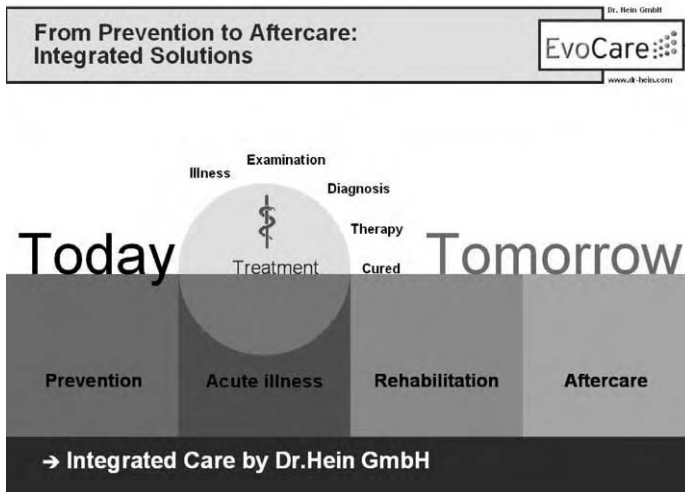 Dr. Hein GmbH
From Prevention to Aftercare:
Integrated Solutions
EvoCare
www.dr-hein.com
Examination
Illness
Diagnosis
Therapy
Today
Treatment
Cured
Tomorrow
Prevention
Acute illness
Rehabilitation
Aftercare
➔ Integrated Care by Dr.Hein GmbH